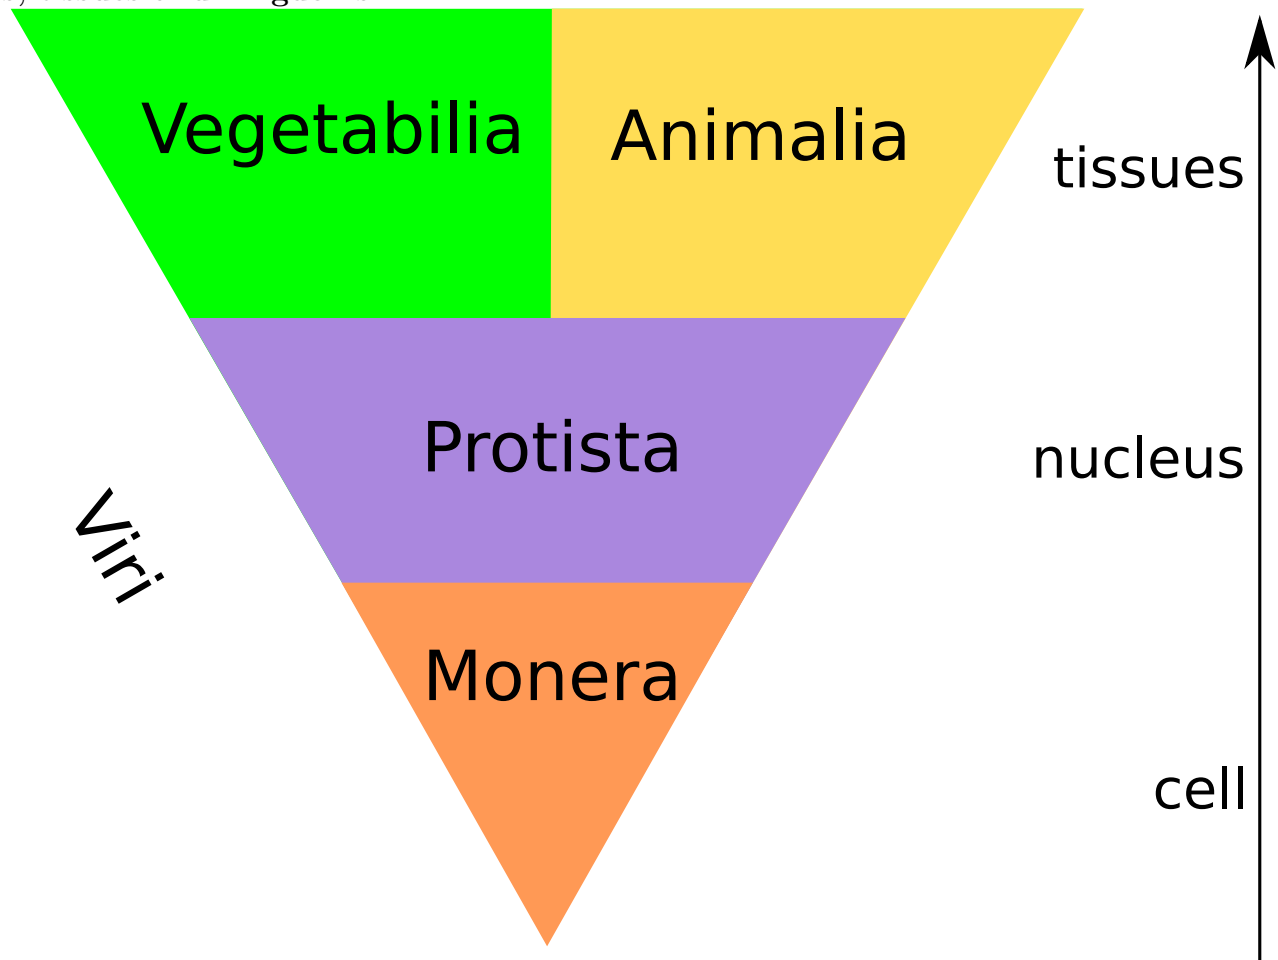 Vegetabilia
Animalia
tissues
Protista
nucleus
Viri
Monera
cell